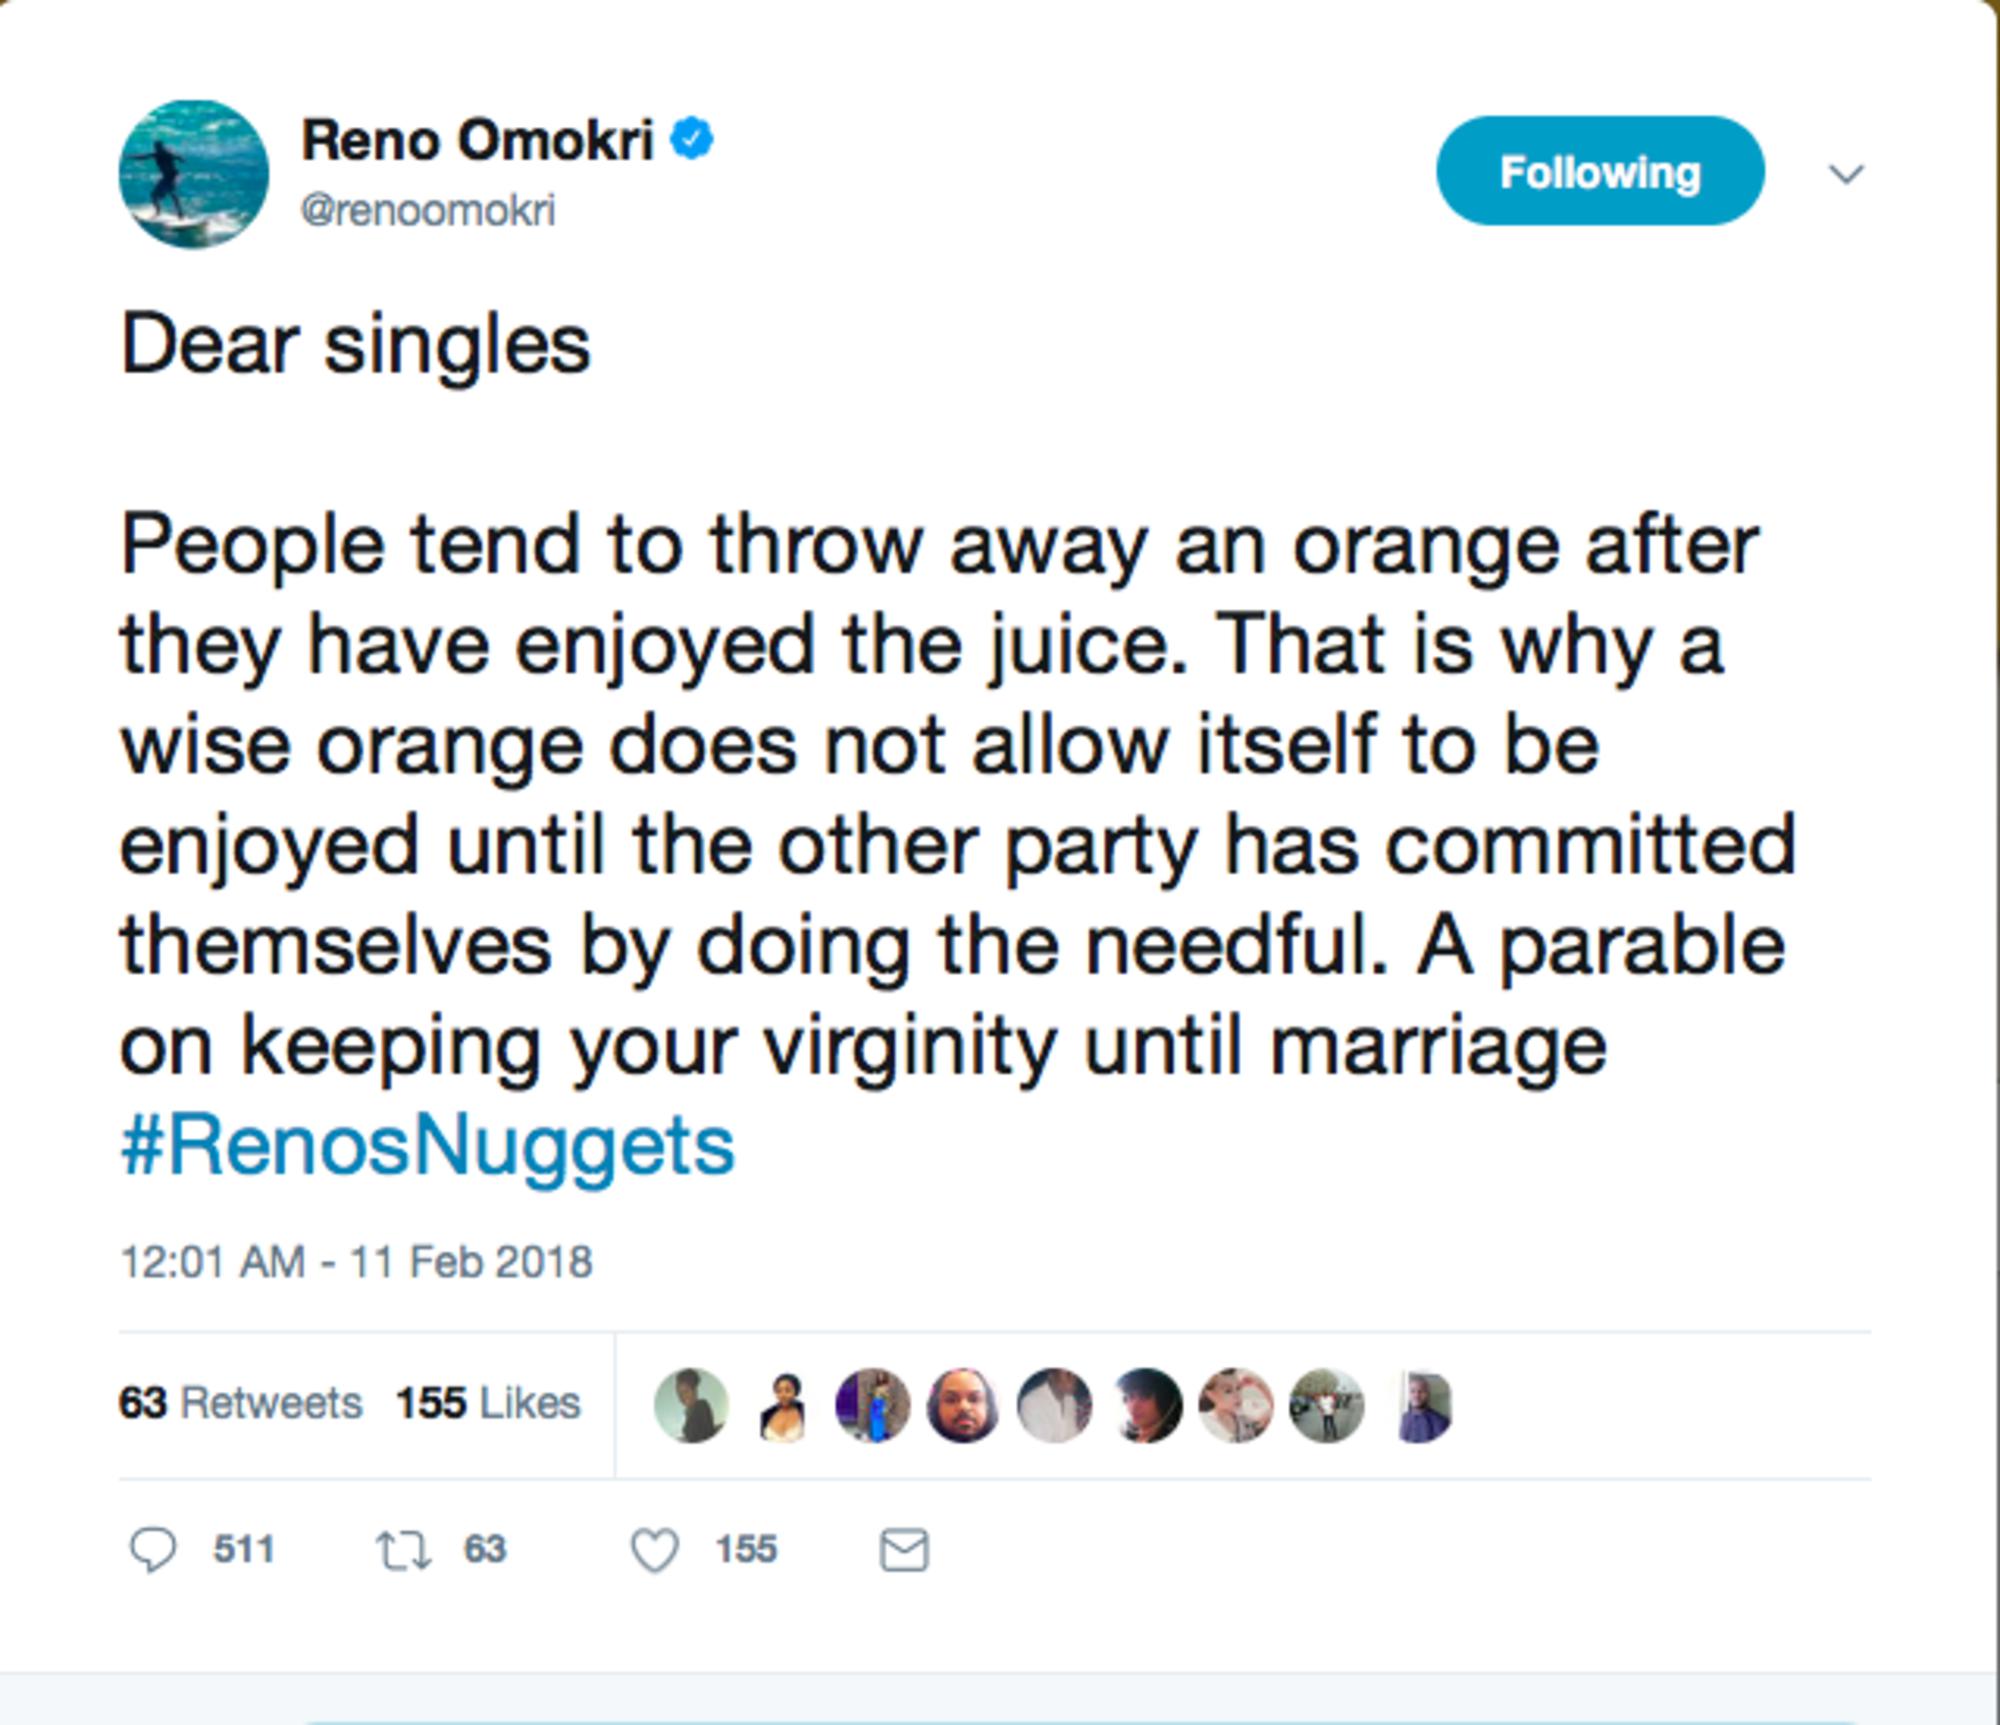 Reno Omokri
@renoomokri
Following
Dear singles
People tend to throw away an orange after
they have enjoyed the juice. That is why a
wise orange does not allow itself to be
enjoyed until the other party has committed
themselves by doing the needful. A parable
on keeping your virginity until marriage
#RenosNuggets
12:01 AM - 11 Feb 2018
63 Retweets 155 Likes
511 63 155